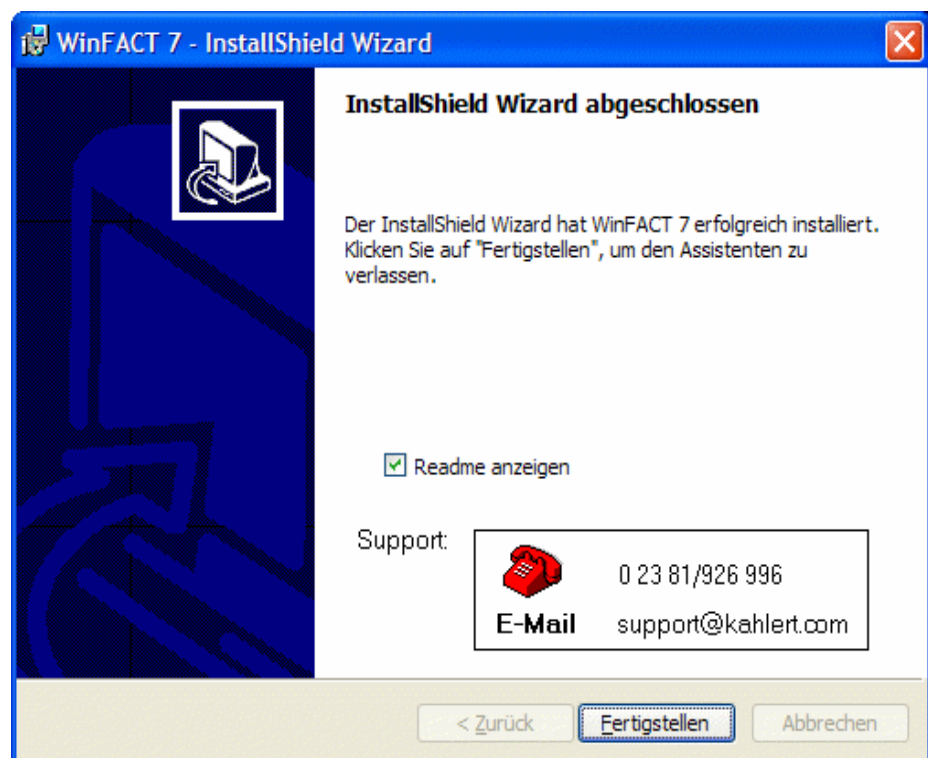 WinFACT 7 - InstallShield Wizard
InstallShield Wizard abgeschlossen
Der InstallShield Wizard hat WinFACT 7 erfolgreich installiert.
Klicken Sie auf "Fertigstellen", um den Assistenten zu
verlassen.
Readme anzeigen
Support:
0 23 81/926 996
E-Mail support@kahlert.com
< Zurück Fertigstellen Abbrechen